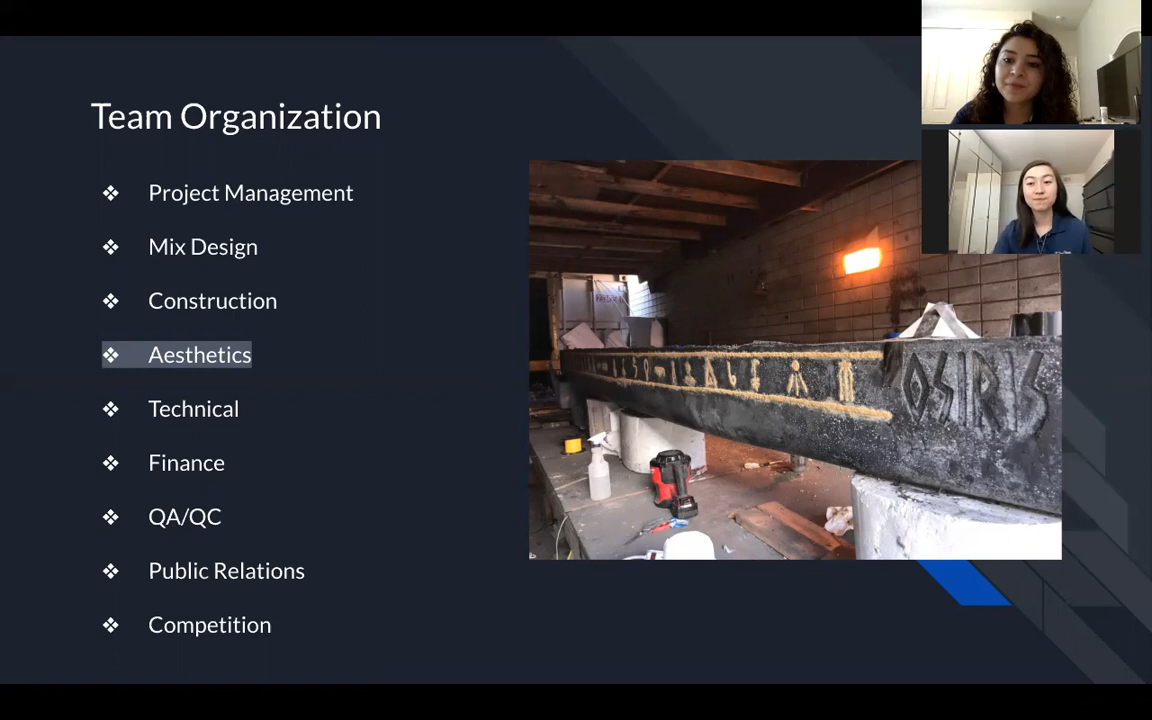 Team Organization
❖ Project Management
❖ Mix Design
❖ Construction
❖ Aesthetics
❖ Technical
❖ Finance
❖ QA/QC
❖ Public Relations
❖ Competition
OSIRIS